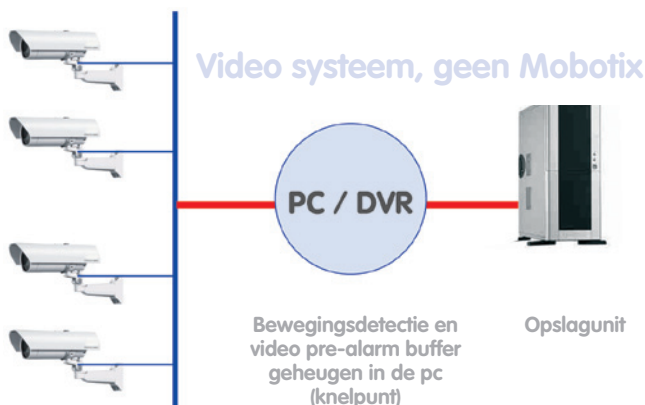 Video systeem, geen Mobotix
PC / DVR
Bewegingsdetectie en
video pre-alarm buffer
geheugen in de pc
(knelpunt)
Opslagunit